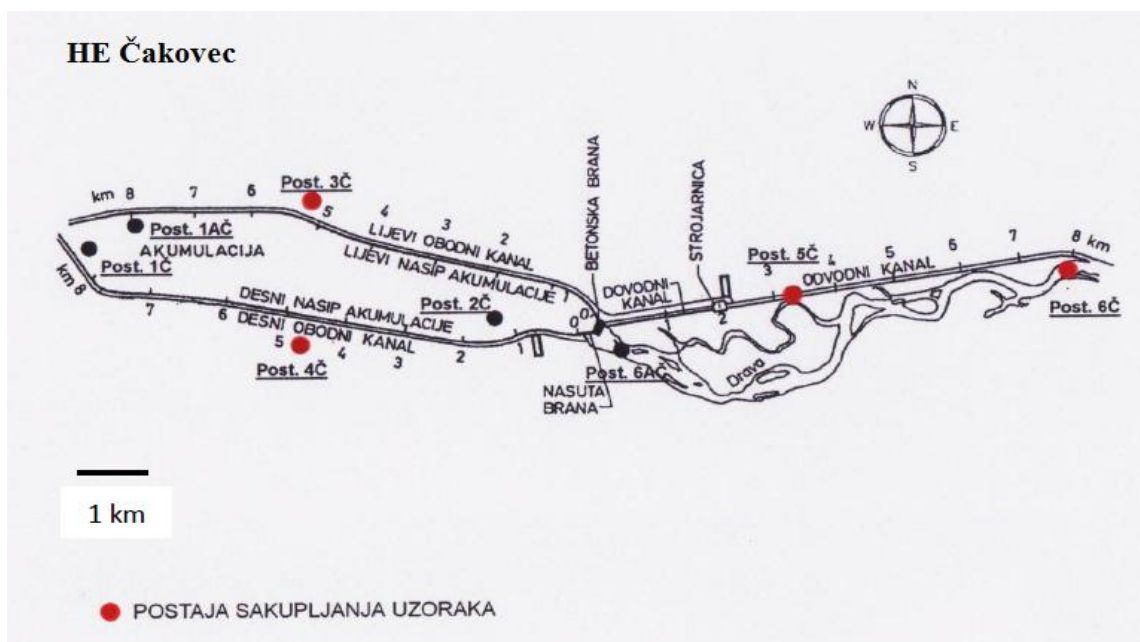 HE Čakovec
N
W
E
S
km 8
7
6
Post. 3Č
5
4
3
2
1
LIJEVI OBODNI KANAL
LIJEVI NASIP AKUMULACIJE
Post. 1AČ
AKUMULACIJA
Post. 1Č
km 8
7
6
5
4
3
2
1
DESNI NASIP AKUMULACIJE
DESNI OBODNI KANAL
Post. 2Č
Post. 4Č
0
0
BETONSKA BRANA
STROJARNICA
DOVODNI
KANAL
2
3
Post. 5Č
4
5
6
7
8 km
ODVODNI KANAL
Post. 6Č
Post. 6AČ
Drava
NASUTA
BRANA
1 km
POSTAJA SAKUPLJANJA UZORAKA